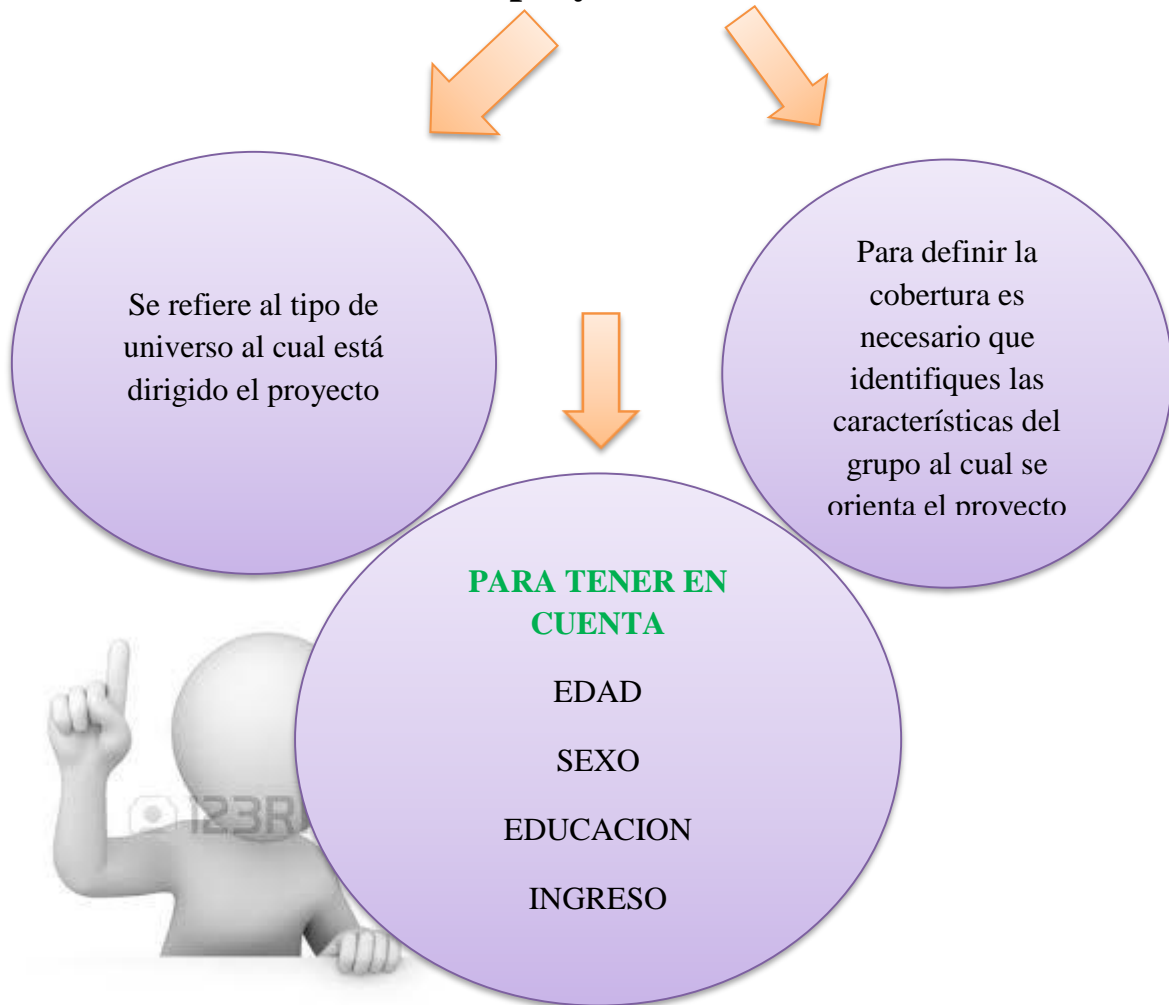 Se refiere al tipo de
universo al cual está
dirigido el proyecto
Para definir la
cobertura es
necesario que
identifiques las
características del
grupo al cual se
orienta el proyecto
PARA TENER EN
CUENTA
EDAD
SEXO
EDUCACION
INGRESO
123R